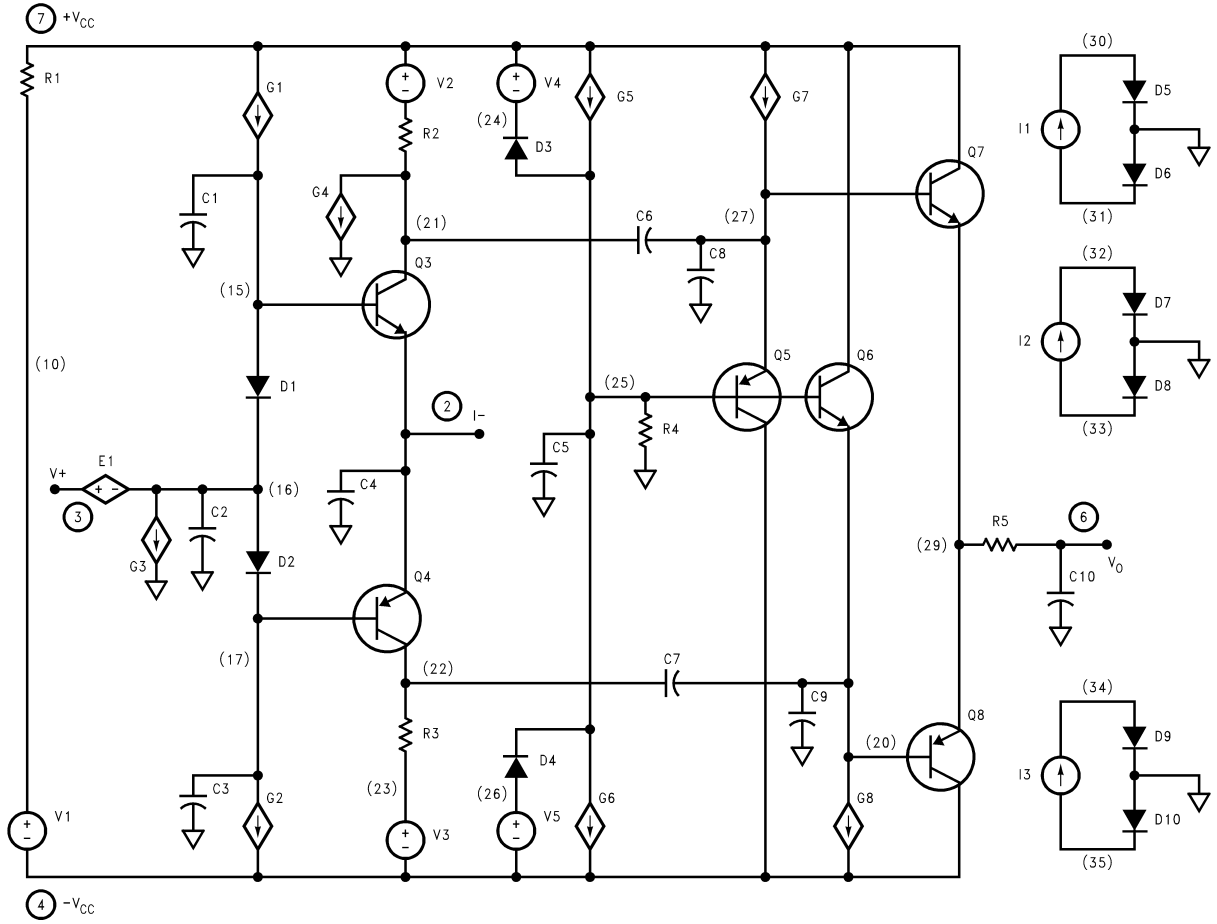 7 +VCC
R1
G1
V2
V4
G5
G7
(30)
D5
I1
D6
(31)
(24)
D3
R2
C1
G4
(21)
C6
(27)
C8
Q7
Q3
(15)
(32)
D7
I2
D8
(33)
(10)
D1
2 I-
(25)
R4
Q5
Q6
C5
C4
V+
E1
3
(16)
G3
C2
D2
Q4
(29)
R5
6
VO
C10
(17)
(22)
C7
C9
R3
(23)
(20)
Q8
(34)
D9
I3
D10
(35)
V1
C3
G2
V3
D4
(26)
V5
G6
G8
4 -VCC